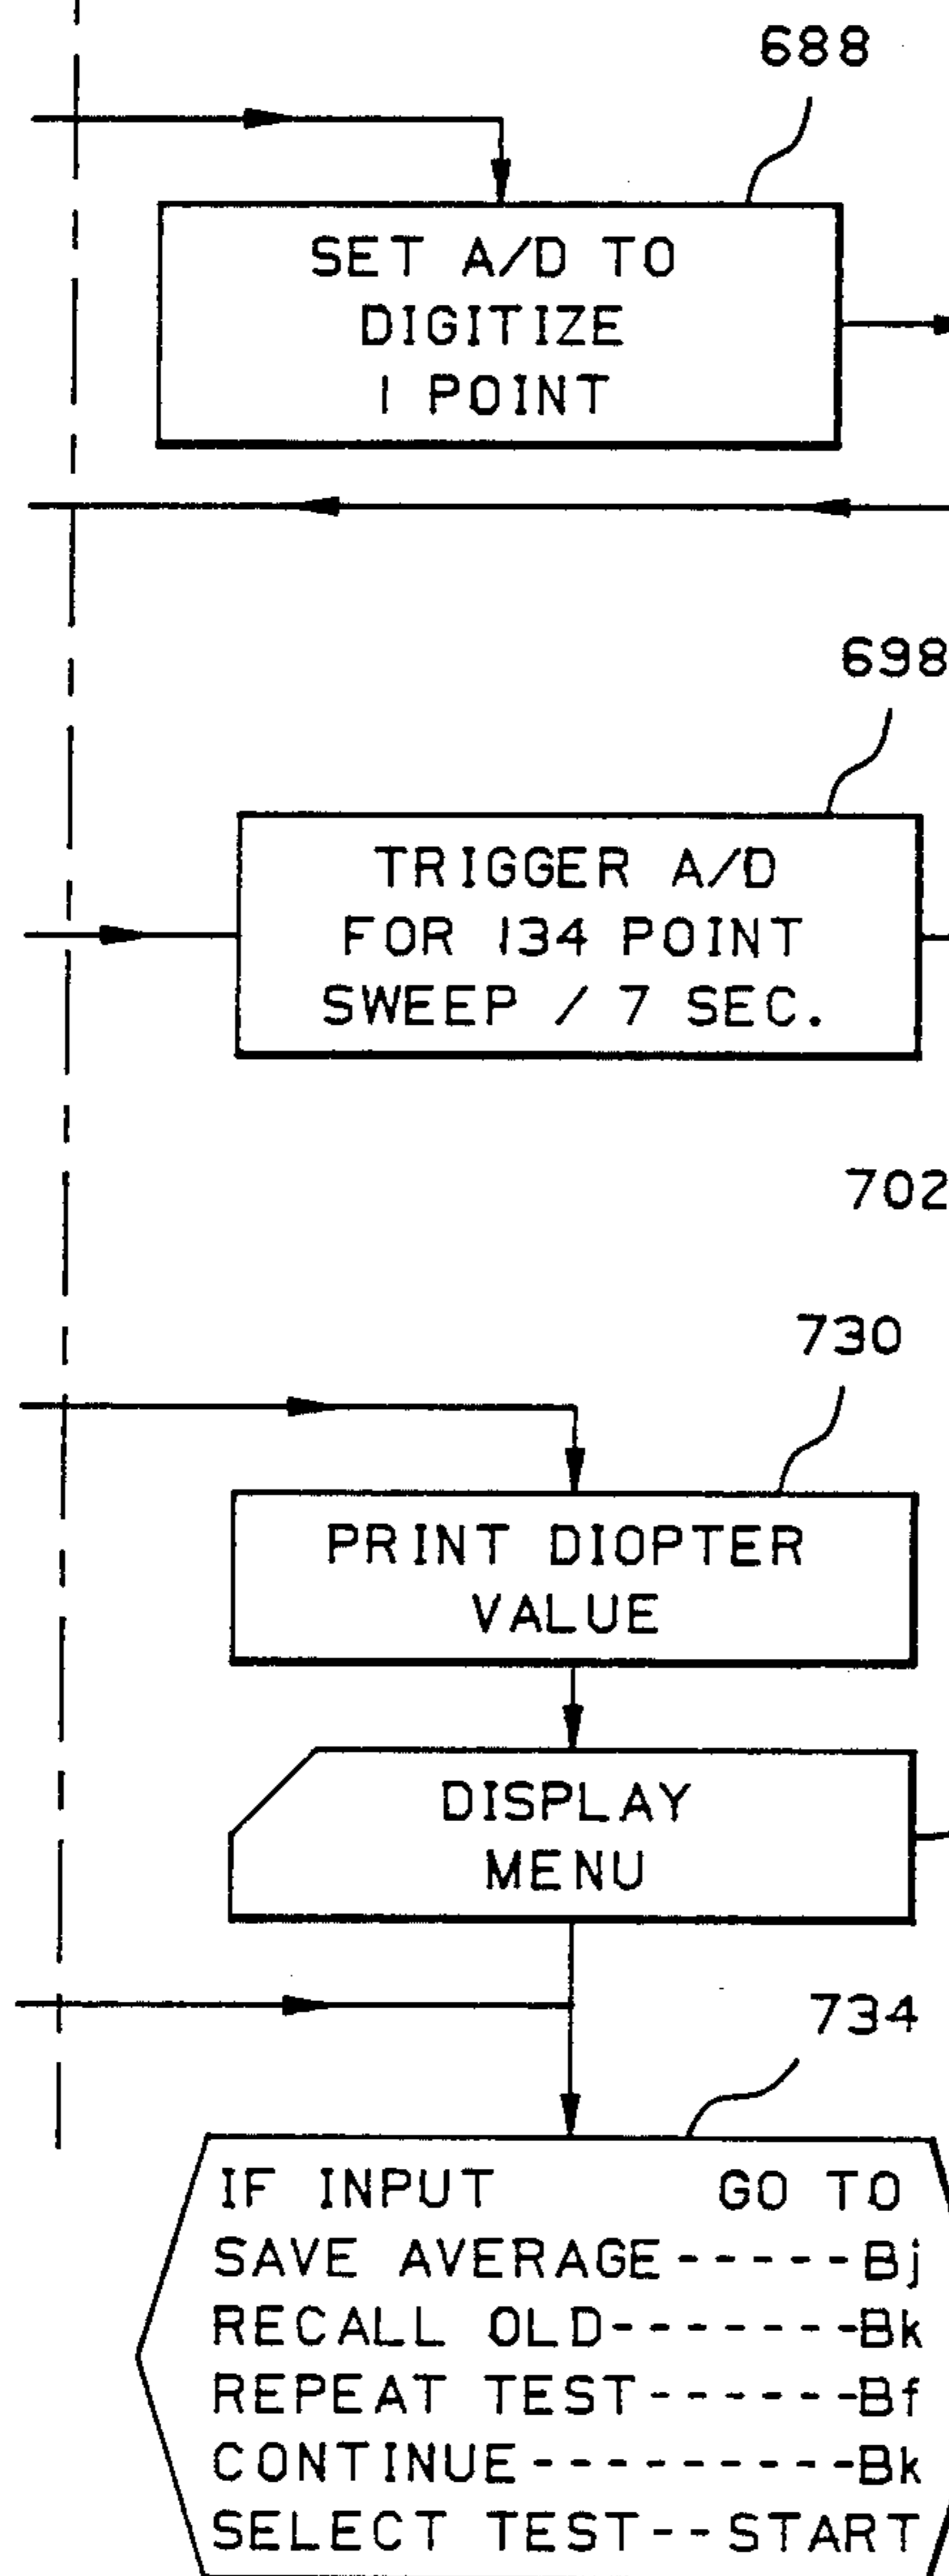 688
SET A/D TO
DIGITIZE
1 POINT
698
TRIGGER A/D
FOR 134 POINT
SWEEP / 7 SEC.
702
730
PRINT DIOPTER
VALUE
DISPLAY
MENU
734
IF INPUT GO TO
SAVE AVERAGE-----Bj
RECALL OLD-------Bk
REPEAT TEST------Bf
CONTINUE---------Bk
SELECT TEST--START